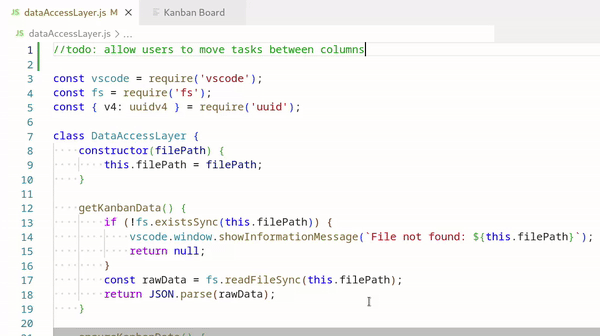 dataAccessLayer.js M Kanban Board
dataAccessLayer.js > ...
1 //todo: allow users to move tasks between columns
2
3 const vscode = require('vscode');
4 const fs = require('fs');
5 const { v4: uuidv4 } = require('uuid');
6
7 class DataAccessLayer {
8 constructor(filePath) {
9 this.filePath = filePath;
10 }
11
12 getKanbanData() {
13 if (!fs.existsSync(this.filePath)) {
14 vscode.window.showInformationMessage(`File not found: ${this.filePath}`);
15 return null;
16 }
17 const rawData = fs.readFileSync(this.filePath);
18 return JSON.parse(rawData);
19 }
20